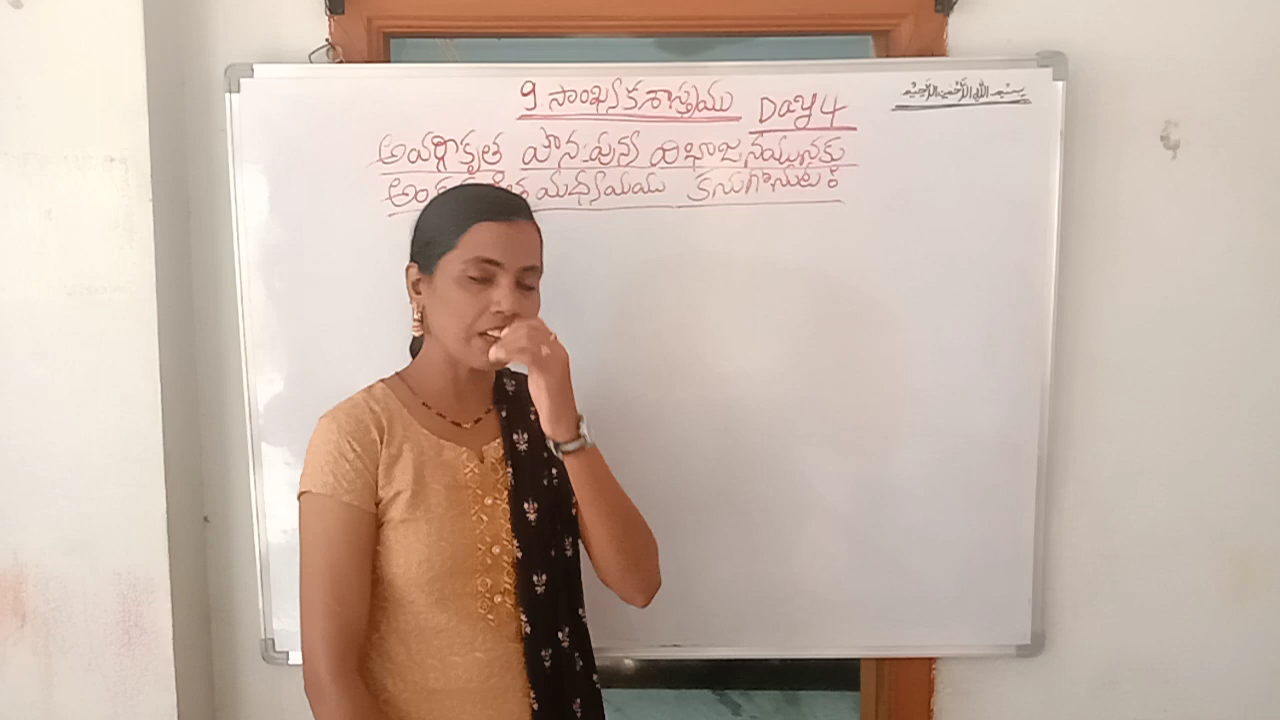 9 సాంఖ్యకశాస్త్రము Day 4
بسم الله الرحمن الرحيم
అవర్గీకృత పౌనఃపున్య విభాజనమునకు
మధ్యమము కనుగొనుట :